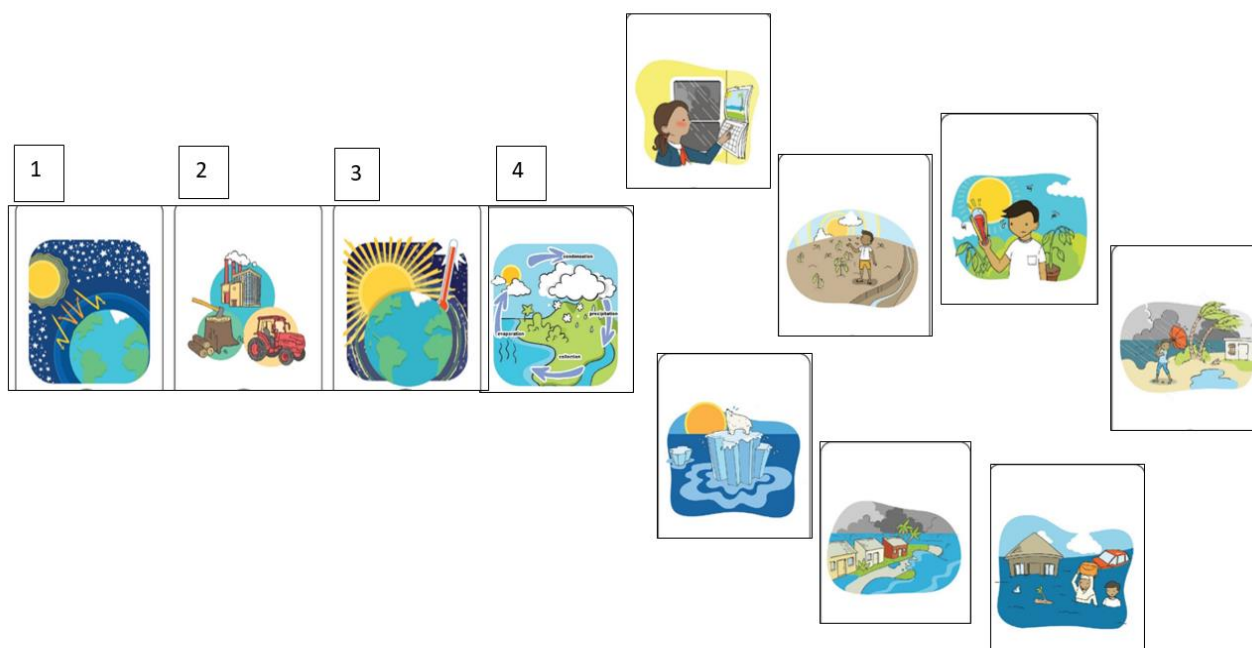 1
2
3
4
condensation
precipitation
evaporation
collection